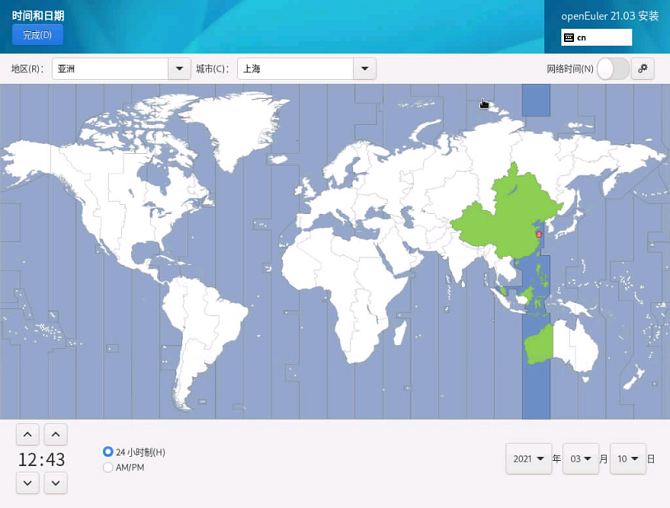 时间和日期
openEuler 21.03 安装
完成(D)
cn
地区(R)： 亚洲 城市(C)： 上海 网络时间(N)
12:43
24 小时制(H)
AM/PM
2021 年 03 月 10 日